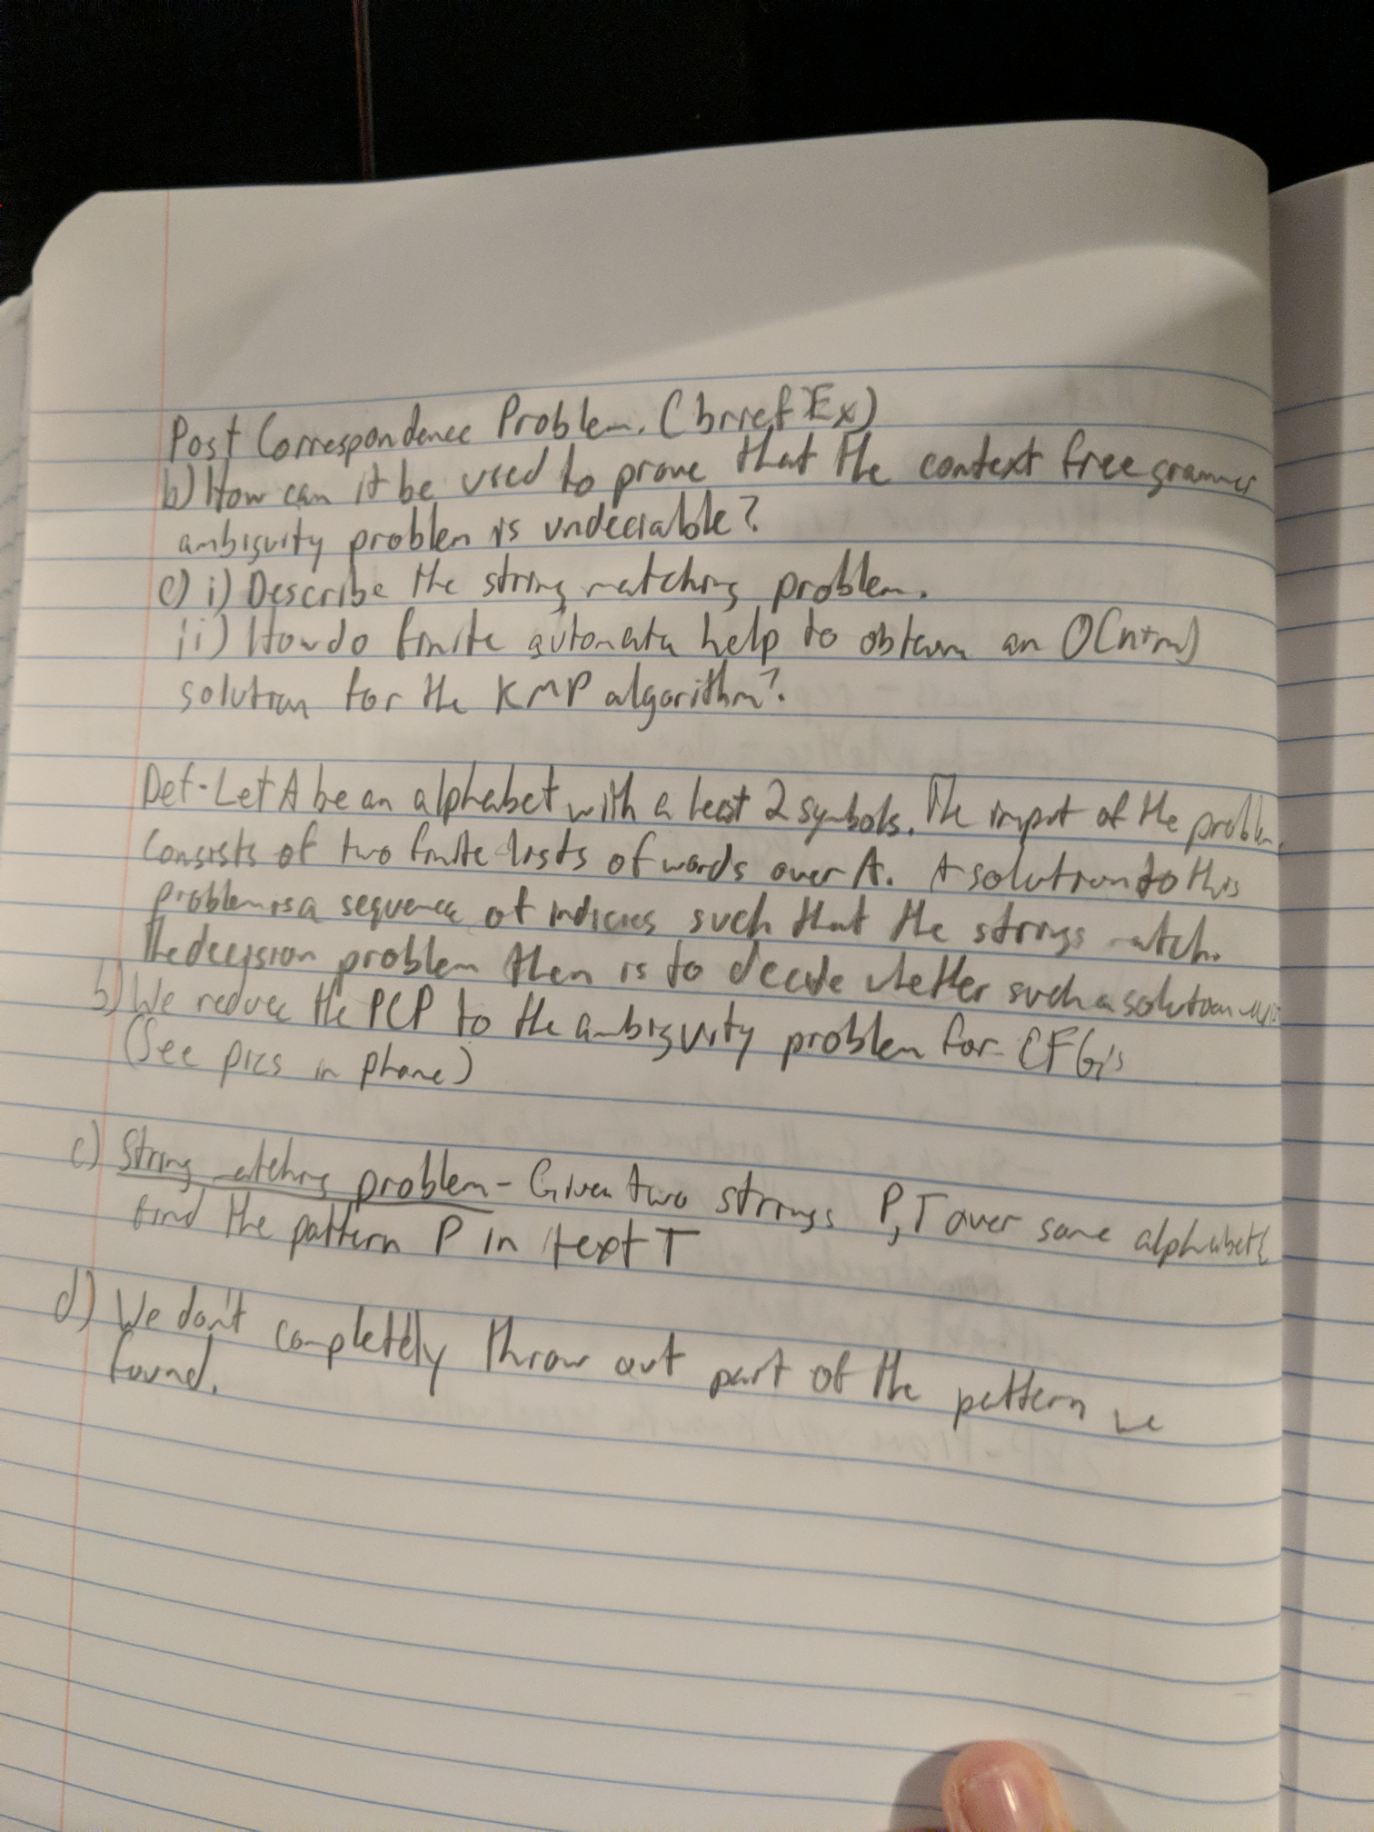 Post Correspondence Problem. (brief Ex)
b) How can it be used to prove that the context free grammer
ambiguity problem is undeciable?
c) i) Describe the string matching problem.
ii) How do finite automata help to obtain an O(n+m)
solution for the KMP algorithm?
Def- Let A be an alphabet with a least 2 symbols. The input of the problem
consists of two finite lists of words over A. A solution to this
problem is a sequence of indicies such that the strings match.
The decision problem then is to decide whether such a solution
b) We reduce the PCP to the ambiguity problem for CFG's
(See pics in phone)
c) String matching problem - Given two strings P, T over some alphabet
find the pattern P in text T
d) We don't completely throw out part of the pattern we
found.